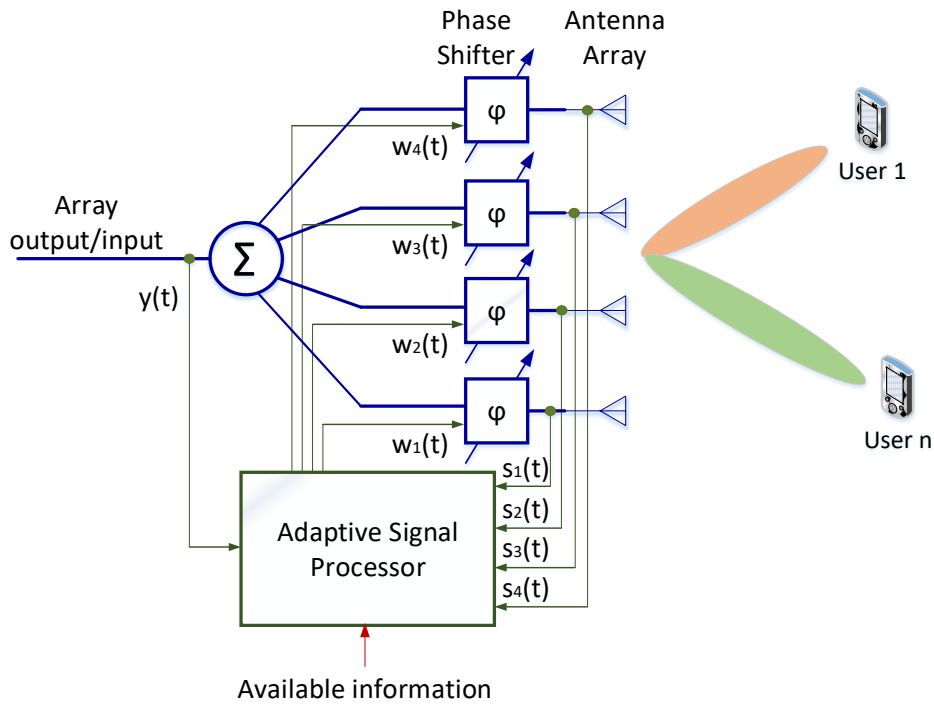 Phase
Shifter
Antenna
Array
φ
w4(t)
User 1
φ
w3(t)
Array
output/input
Σ
y(t)
φ
w2(t)
φ
w1(t)
User n
s1(t)
s2(t)
s3(t)
s4(t)
Adaptive Signal
Processor
Available information